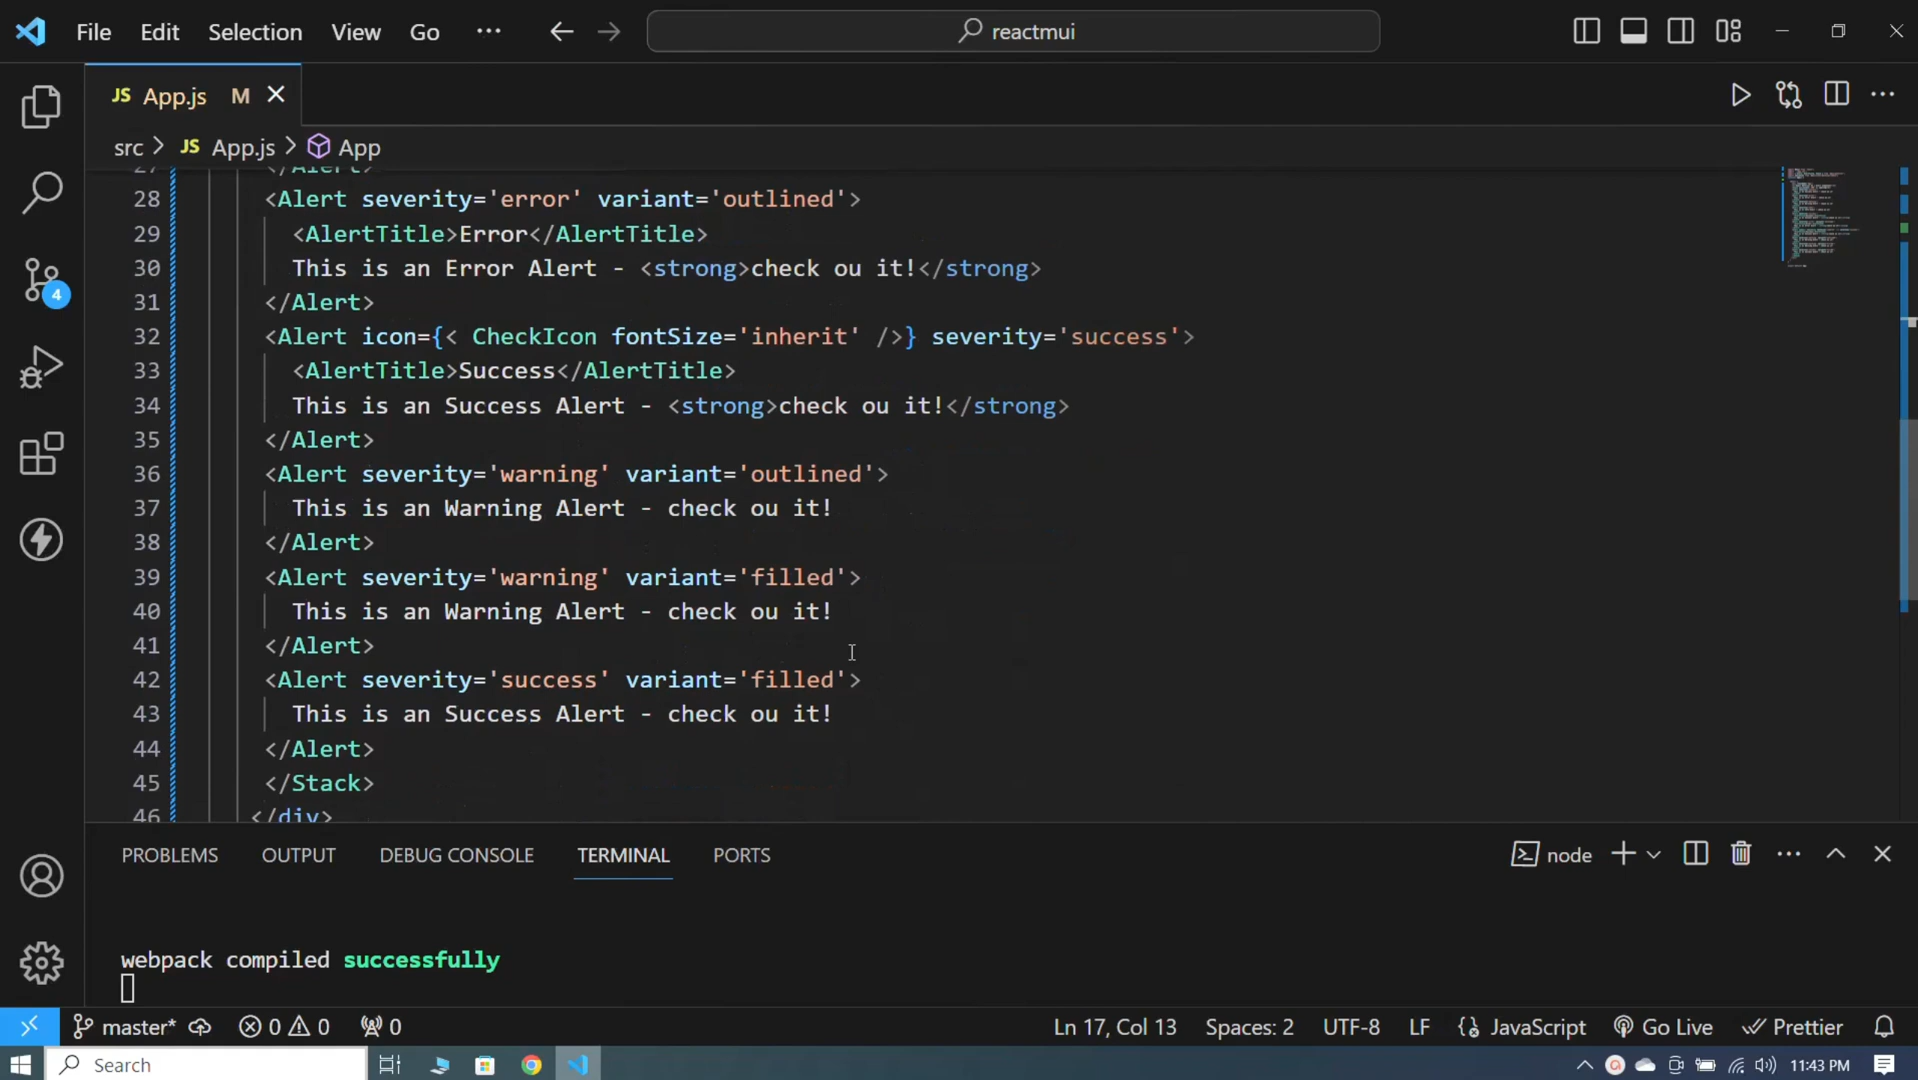 File Edit Selection View Go ··· reactmui
JS App.js M
src > JS App.js > App
27 </Alert>
28 <Alert severity='error' variant='outlined'>
29 <AlertTitle>Error</AlertTitle>
30 This is an Error Alert - <strong>check ou it!</strong>
31 </Alert>
32 <Alert icon={< CheckIcon fontSize='inherit' />} severity='success'>
33 <AlertTitle>Success</AlertTitle>
34 This is an Success Alert - <strong>check ou it!</strong>
35 </Alert>
36 <Alert severity='warning' variant='outlined'>
37 This is an Warning Alert - check ou it!
38 </Alert>
39 <Alert severity='warning' variant='filled'>
40 This is an Warning Alert - check ou it!
41 </Alert>
42 <Alert severity='success' variant='filled'>
43 This is an Success Alert - check ou it!
44 </Alert>
45 </Stack>
46 </div>
4
PROBLEMS OUTPUT DEBUG CONSOLE TERMINAL PORTS node
webpack compiled successfully
master* 0 0 0 Ln 17, Col 13 Spaces: 2 UTF-8 LF JavaScript Go Live Prettier
Search 11:43 PM